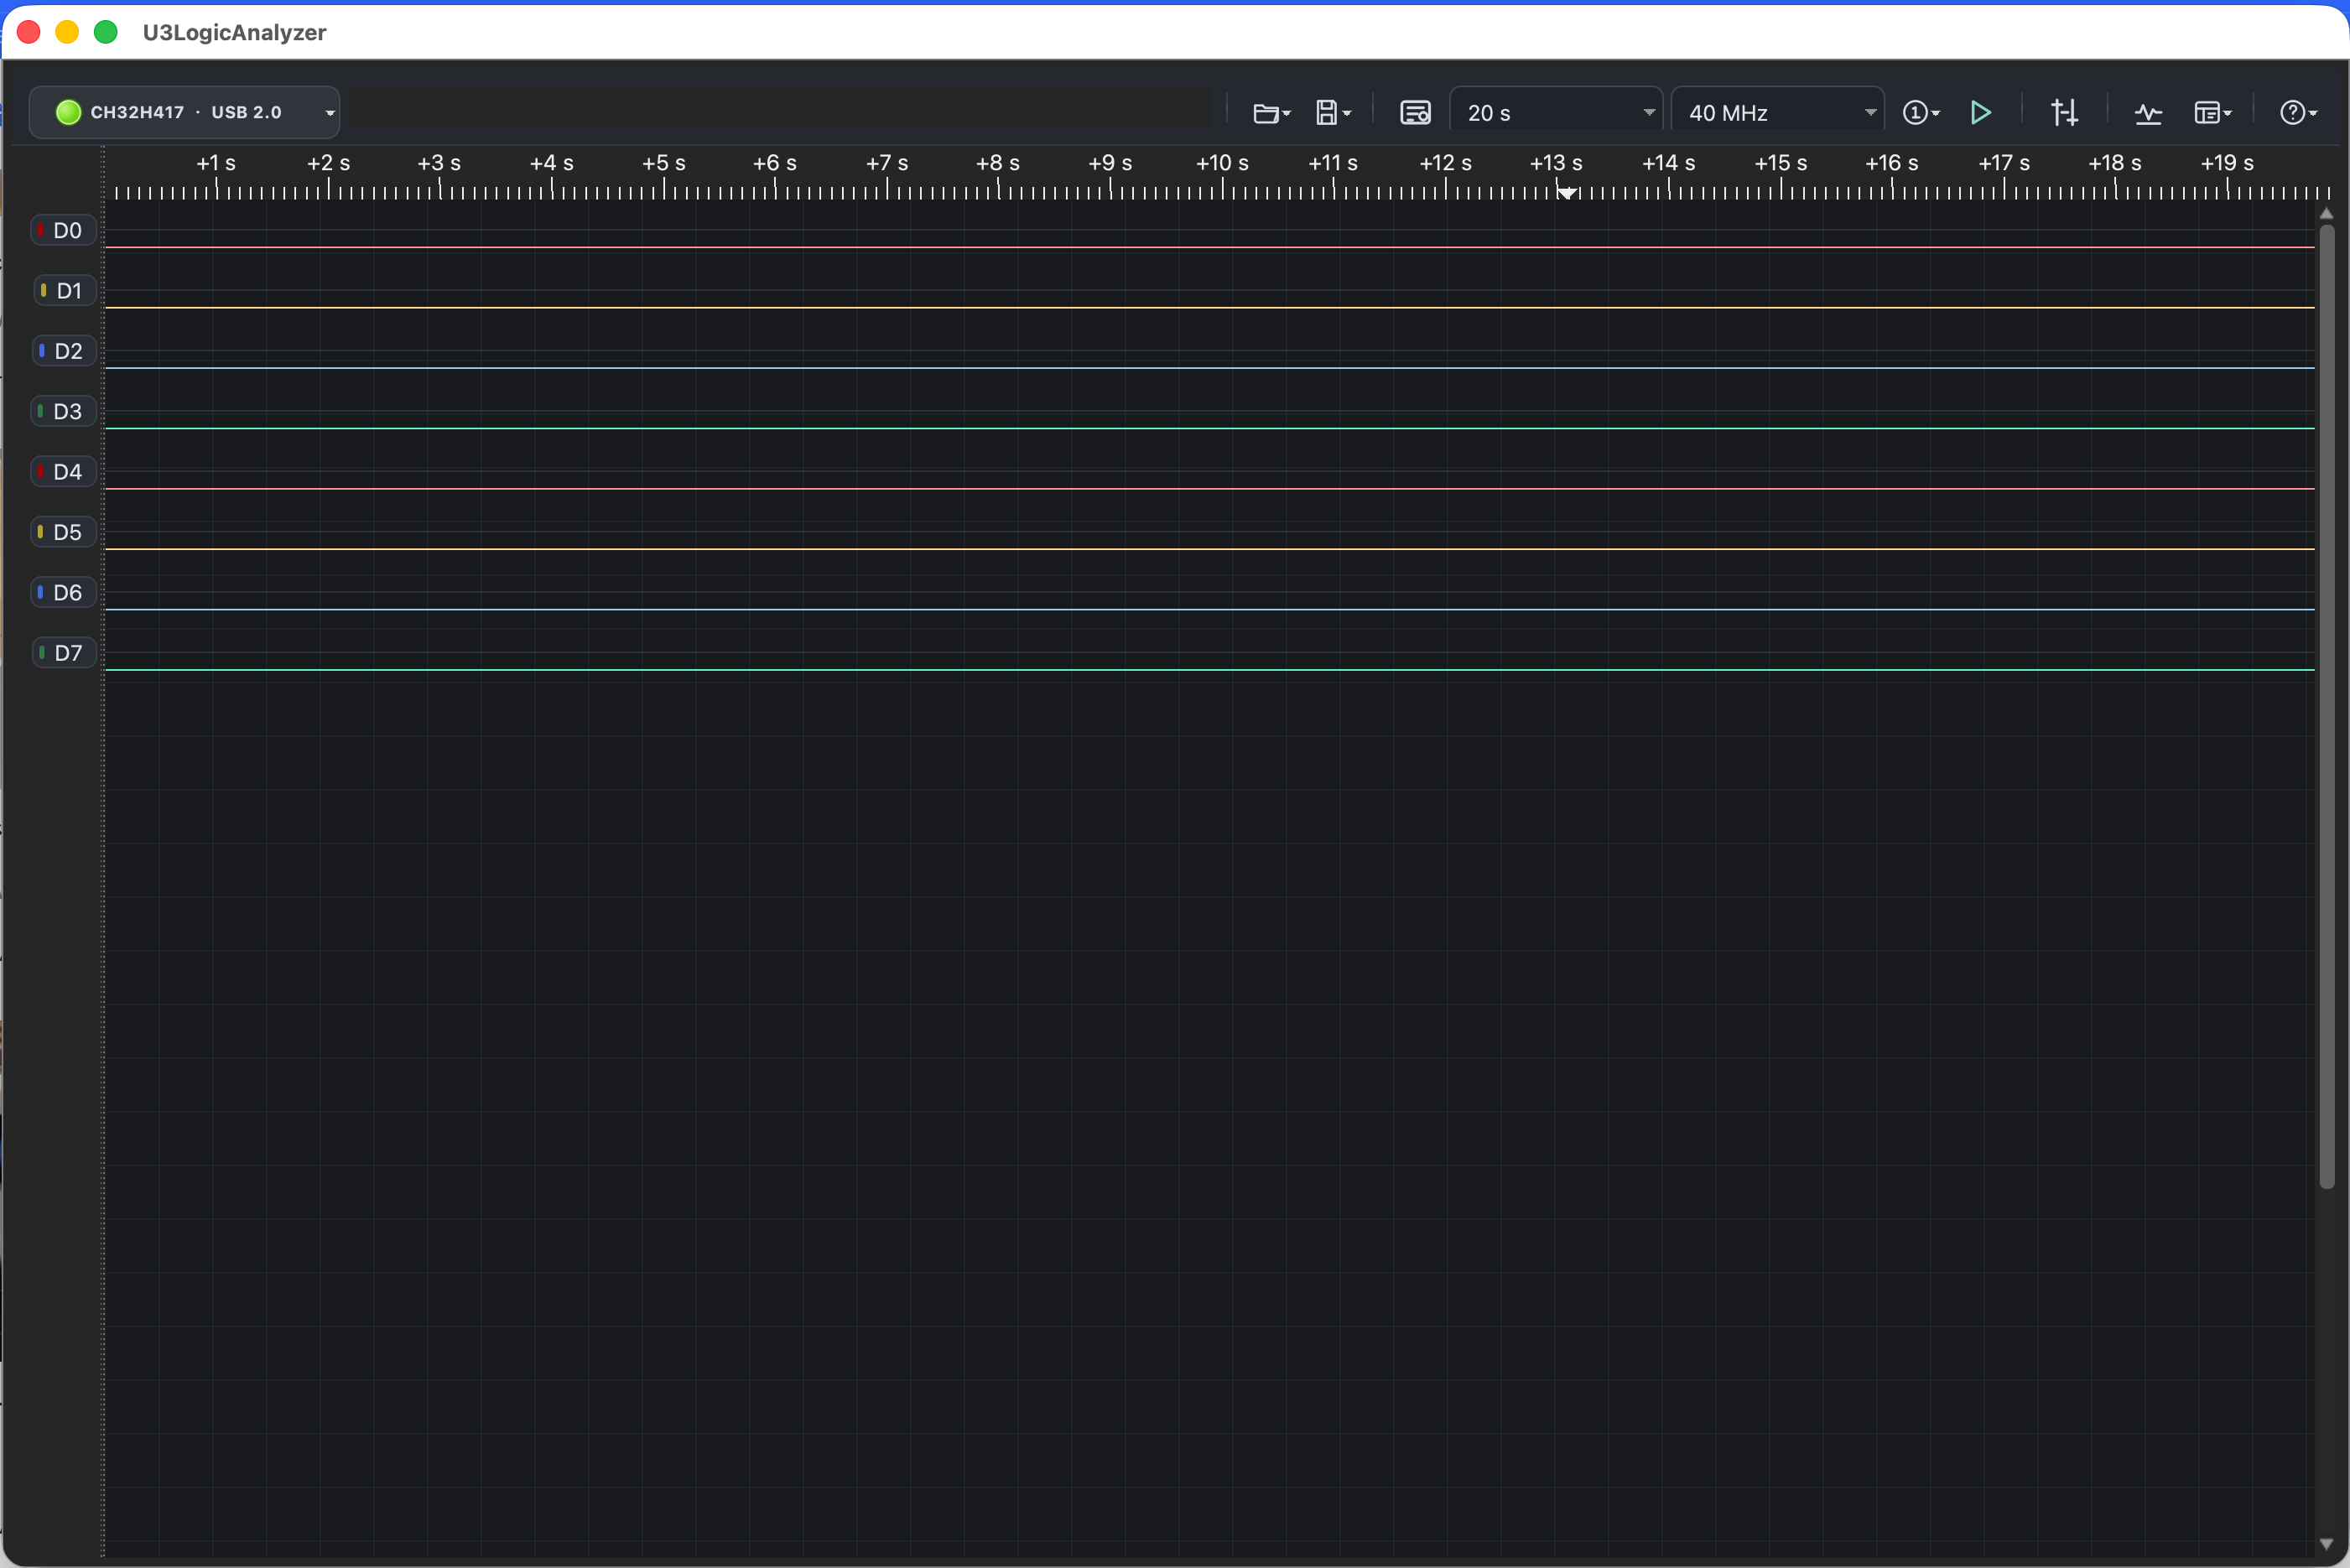 U3LogicAnalyzer
CH32H417 · USB 2.0
20 s
40 MHz
1
?
+1 s +2 s +3 s +4 s +5 s +6 s +7 s +8 s +9 s +10 s +11 s +12 s +13 s +14 s +15 s +16 s +17 s +18 s +19 s
D0
D1
D2
D3
D4
D5
D6
D7